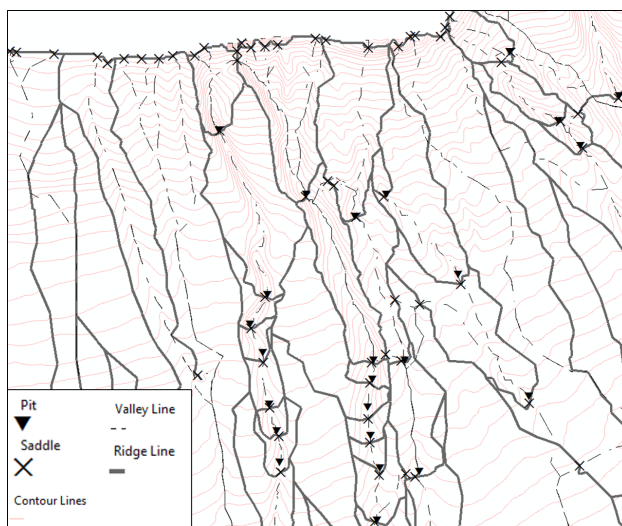 Pit
Valley Line
Saddle
Ridge Line
Contour Lines